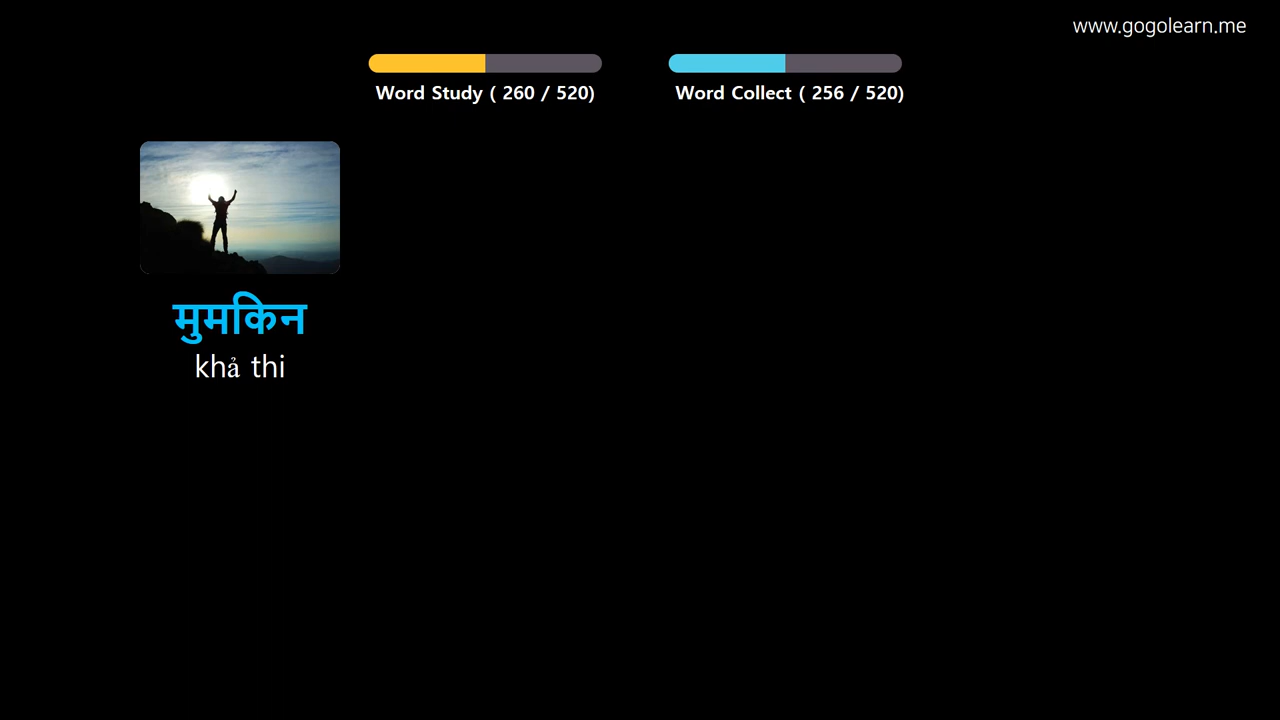 www.gogolearn.me
Word Study ( 260 / 520)
Word Collect ( 256 / 520)
मुमकिन
khả thi